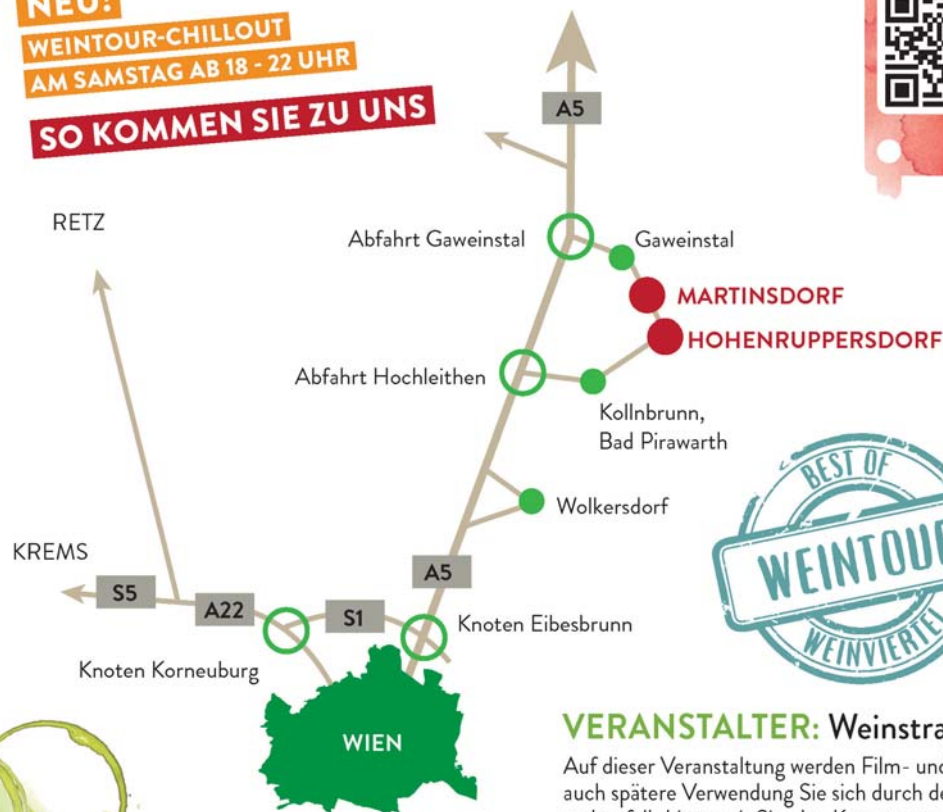 NEU!
WEINTOUR-CHILLOUT
AM SAMSTAG AB 18 - 22 UHR
SO KOMMEN SIE ZU UNS
A5
RETZ
Abfahrt Gaweinstal
Gaweinstal
MARTINSDORF
HOHENRUPPERSDORF
Abfahrt Hochleithen
Kollnbrunn,
Bad Pirawarth
BEST OF
WEINTOUR
WEINVIERTEL
Wolkersdorf
KREMS
A5
S5
A22
S1
Knoten Eibesbrunn
Knoten Korneuburg
WIEN
VERANSTALTER: Weinstra
Auf dieser Veranstaltung werden Film- und
auch spätere Verwendung Sie sich durch de